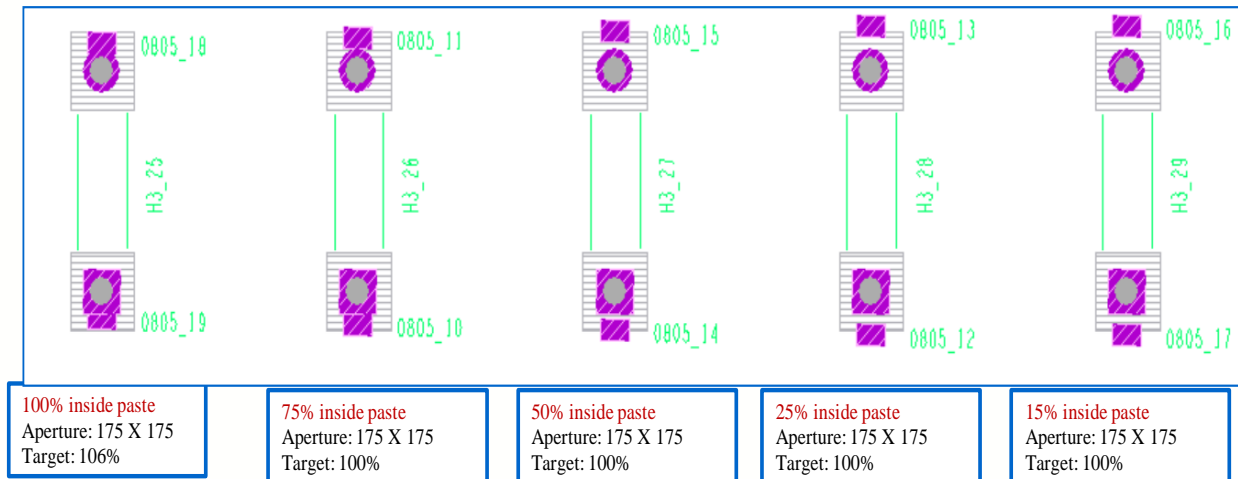 0805_18
0805_11
0805_15
0805_13
0805_16
H3_25
H3_26
H3_27
H3_28
H3_29
0805_19
0805_10
0805_14
0805_12
0805_17
100% inside paste
Aperture: 175 X 175
Target: 106%
75% inside paste
Aperture: 175 X 175
Target: 100%
50% inside paste
Aperture: 175 X 175
Target: 100%
25% inside paste
Aperture: 175 X 175
Target: 100%
15% inside paste
Aperture: 175 X 175
Target: 100%